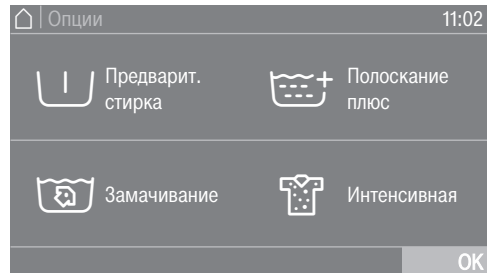 Опции 11:02
Предварит.
стирка
Полоскание
плюс
Замачивание
Интенсивная
OK